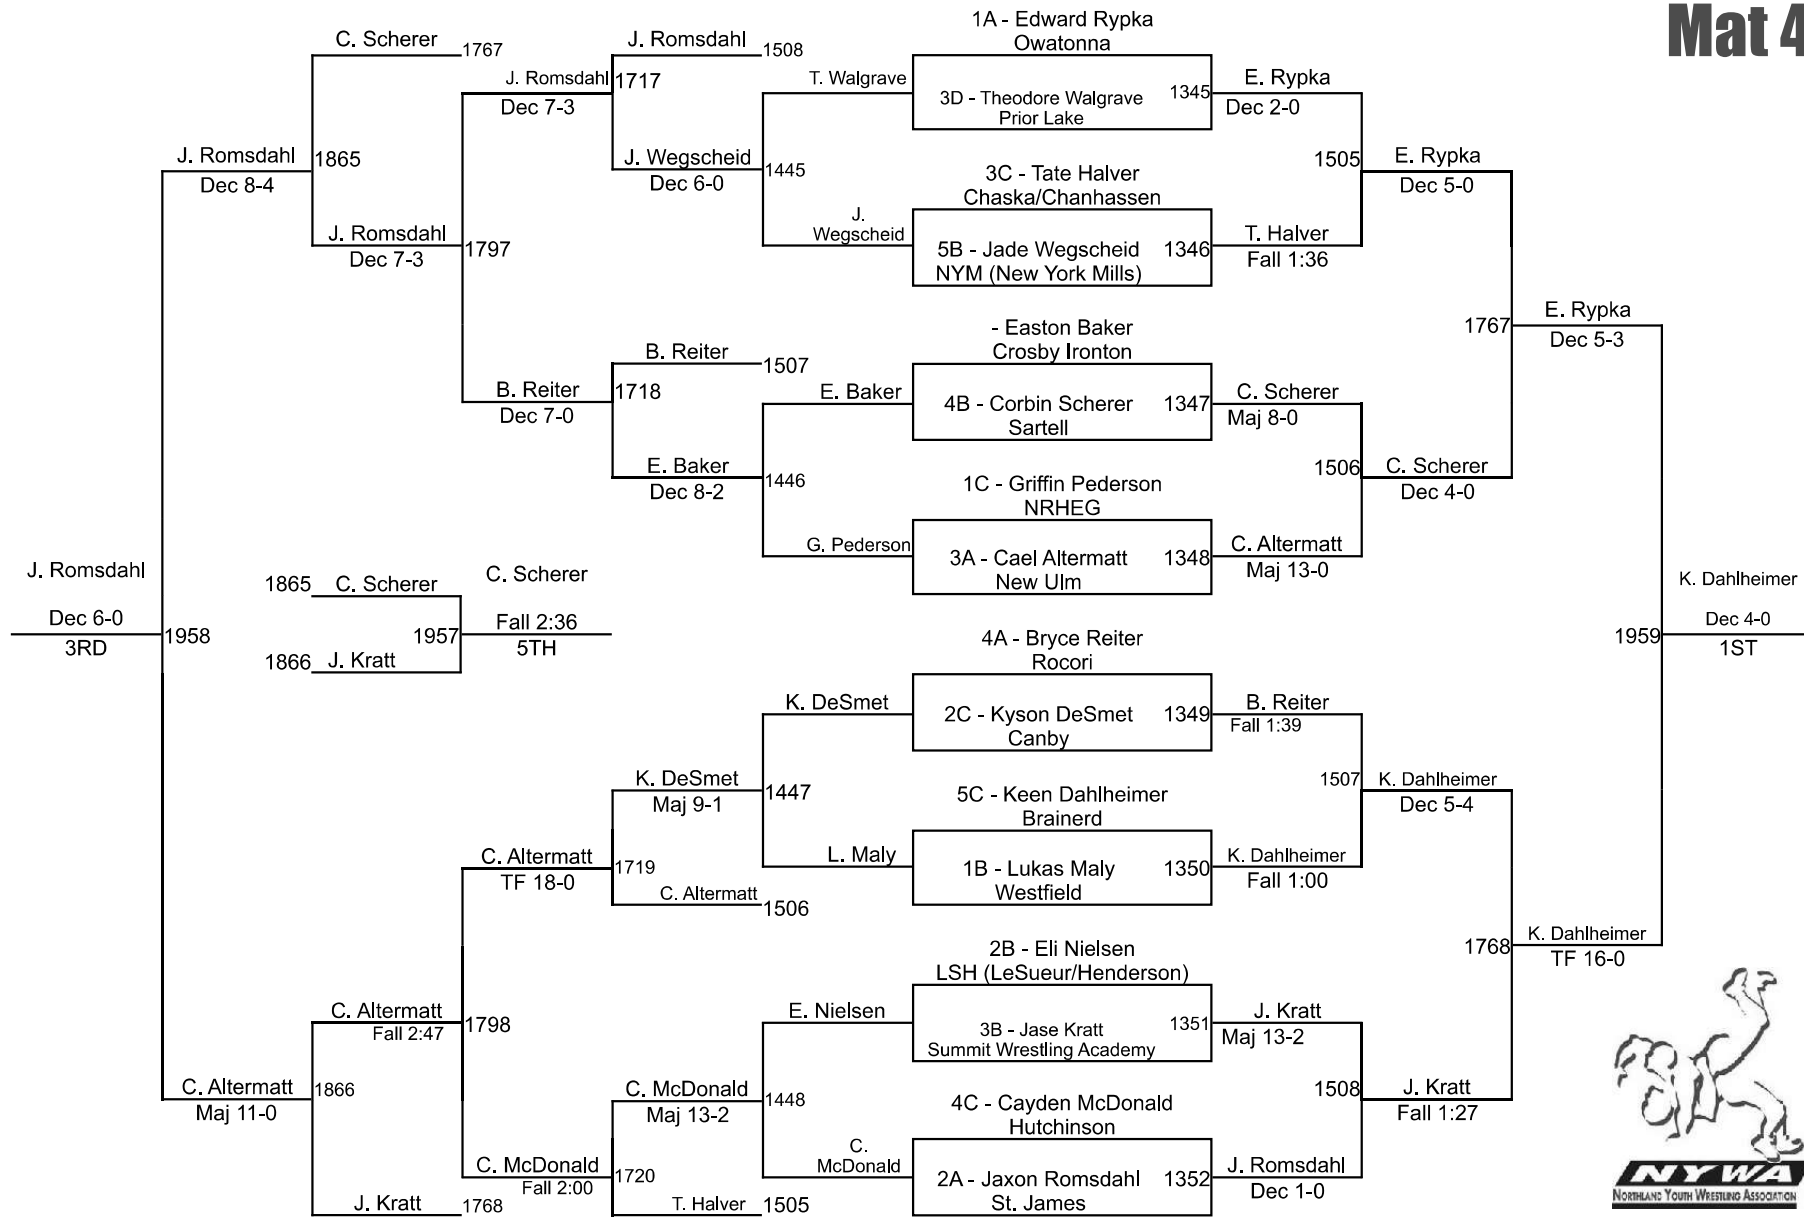 Mat 4
1A - Edward Rypka
Owatonna
C. Scherer
1767
J. Romsdahl
1508
J. Romsdahl
1717
Dec 7-3
T. Walgrave
3D - Theodore Walgrave
Prior Lake
1345
E. Rypka
Dec 2-0
J. Romsdahl
Dec 8-4
1865
J. Wegscheid
Dec 6-0
1445
3C - Tate Halver
Chaska/Chanhassen
1505
E. Rypka
Dec 5-0
J. Romsdahl
Dec 7-3
1797
J.
Wegscheid
5B - Jade Wegscheid
NYM (New York Mills)
1346
T. Halver
Fall 1:36
- Easton Baker
Crosby Ironton
1767
E. Rypka
Dec 5-3
B. Reiter
1507
B. Reiter
Dec 7-0
1718
E. Baker
4B - Corbin Scherer
Sartell
1347
C. Scherer
Maj 8-0
E. Baker
Dec 8-2
1446
1C - Griffin Pederson
NRHEG
1506
C. Scherer
Dec 4-0
G. Pederson
3A - Cael Altermatt
New Ulm
1348
C. Altermatt
Maj 13-0
J. Romsdahl
Dec 6-0
3RD
1958
1865
C. Scherer
1866
J. Kratt
1957
C. Scherer
Fall 2:36
5TH
4A - Bryce Reiter
Rocori
1959
K. Dahlheimer
Dec 4-0
1ST
K. DeSmet
2C - Kyson DeSmet
Canby
1349
B. Reiter
Fall 1:39
K. DeSmet
Maj 9-1
1447
5C - Keen Dahlheimer
Brainerd
1507
K. Dahlheimer
Dec 5-4
C. Altermatt
TF 18-0
1719
L. Maly
1B - Lukas Maly
Westfield
1350
K. Dahlheimer
Fall 1:00
C. Altermatt
1506
2B - Eli Nielsen
LSH (LeSueur/Henderson)
1768
K. Dahlheimer
TF 16-0
C. Altermatt
Fall 2:47
1798
E. Nielsen
3B - Jase Kratt
Summit Wrestling Academy
1351
J. Kratt
Maj 13-2
C. Altermatt
Maj 11-0
1866
C. McDonald
Maj 13-2
1448
4C - Cayden McDonald
Hutchinson
1508
J. Kratt
Fall 1:27
C. McDonald
Fall 2:00
1720
C.
McDonald
2A - Jaxon Romsdahl
St. James
1352
J. Romsdahl
Dec 1-0
J. Kratt
1768
T. Halver
1505
NYWA
NORTHLAND YOUTH WRESTLING ASSOCIATION